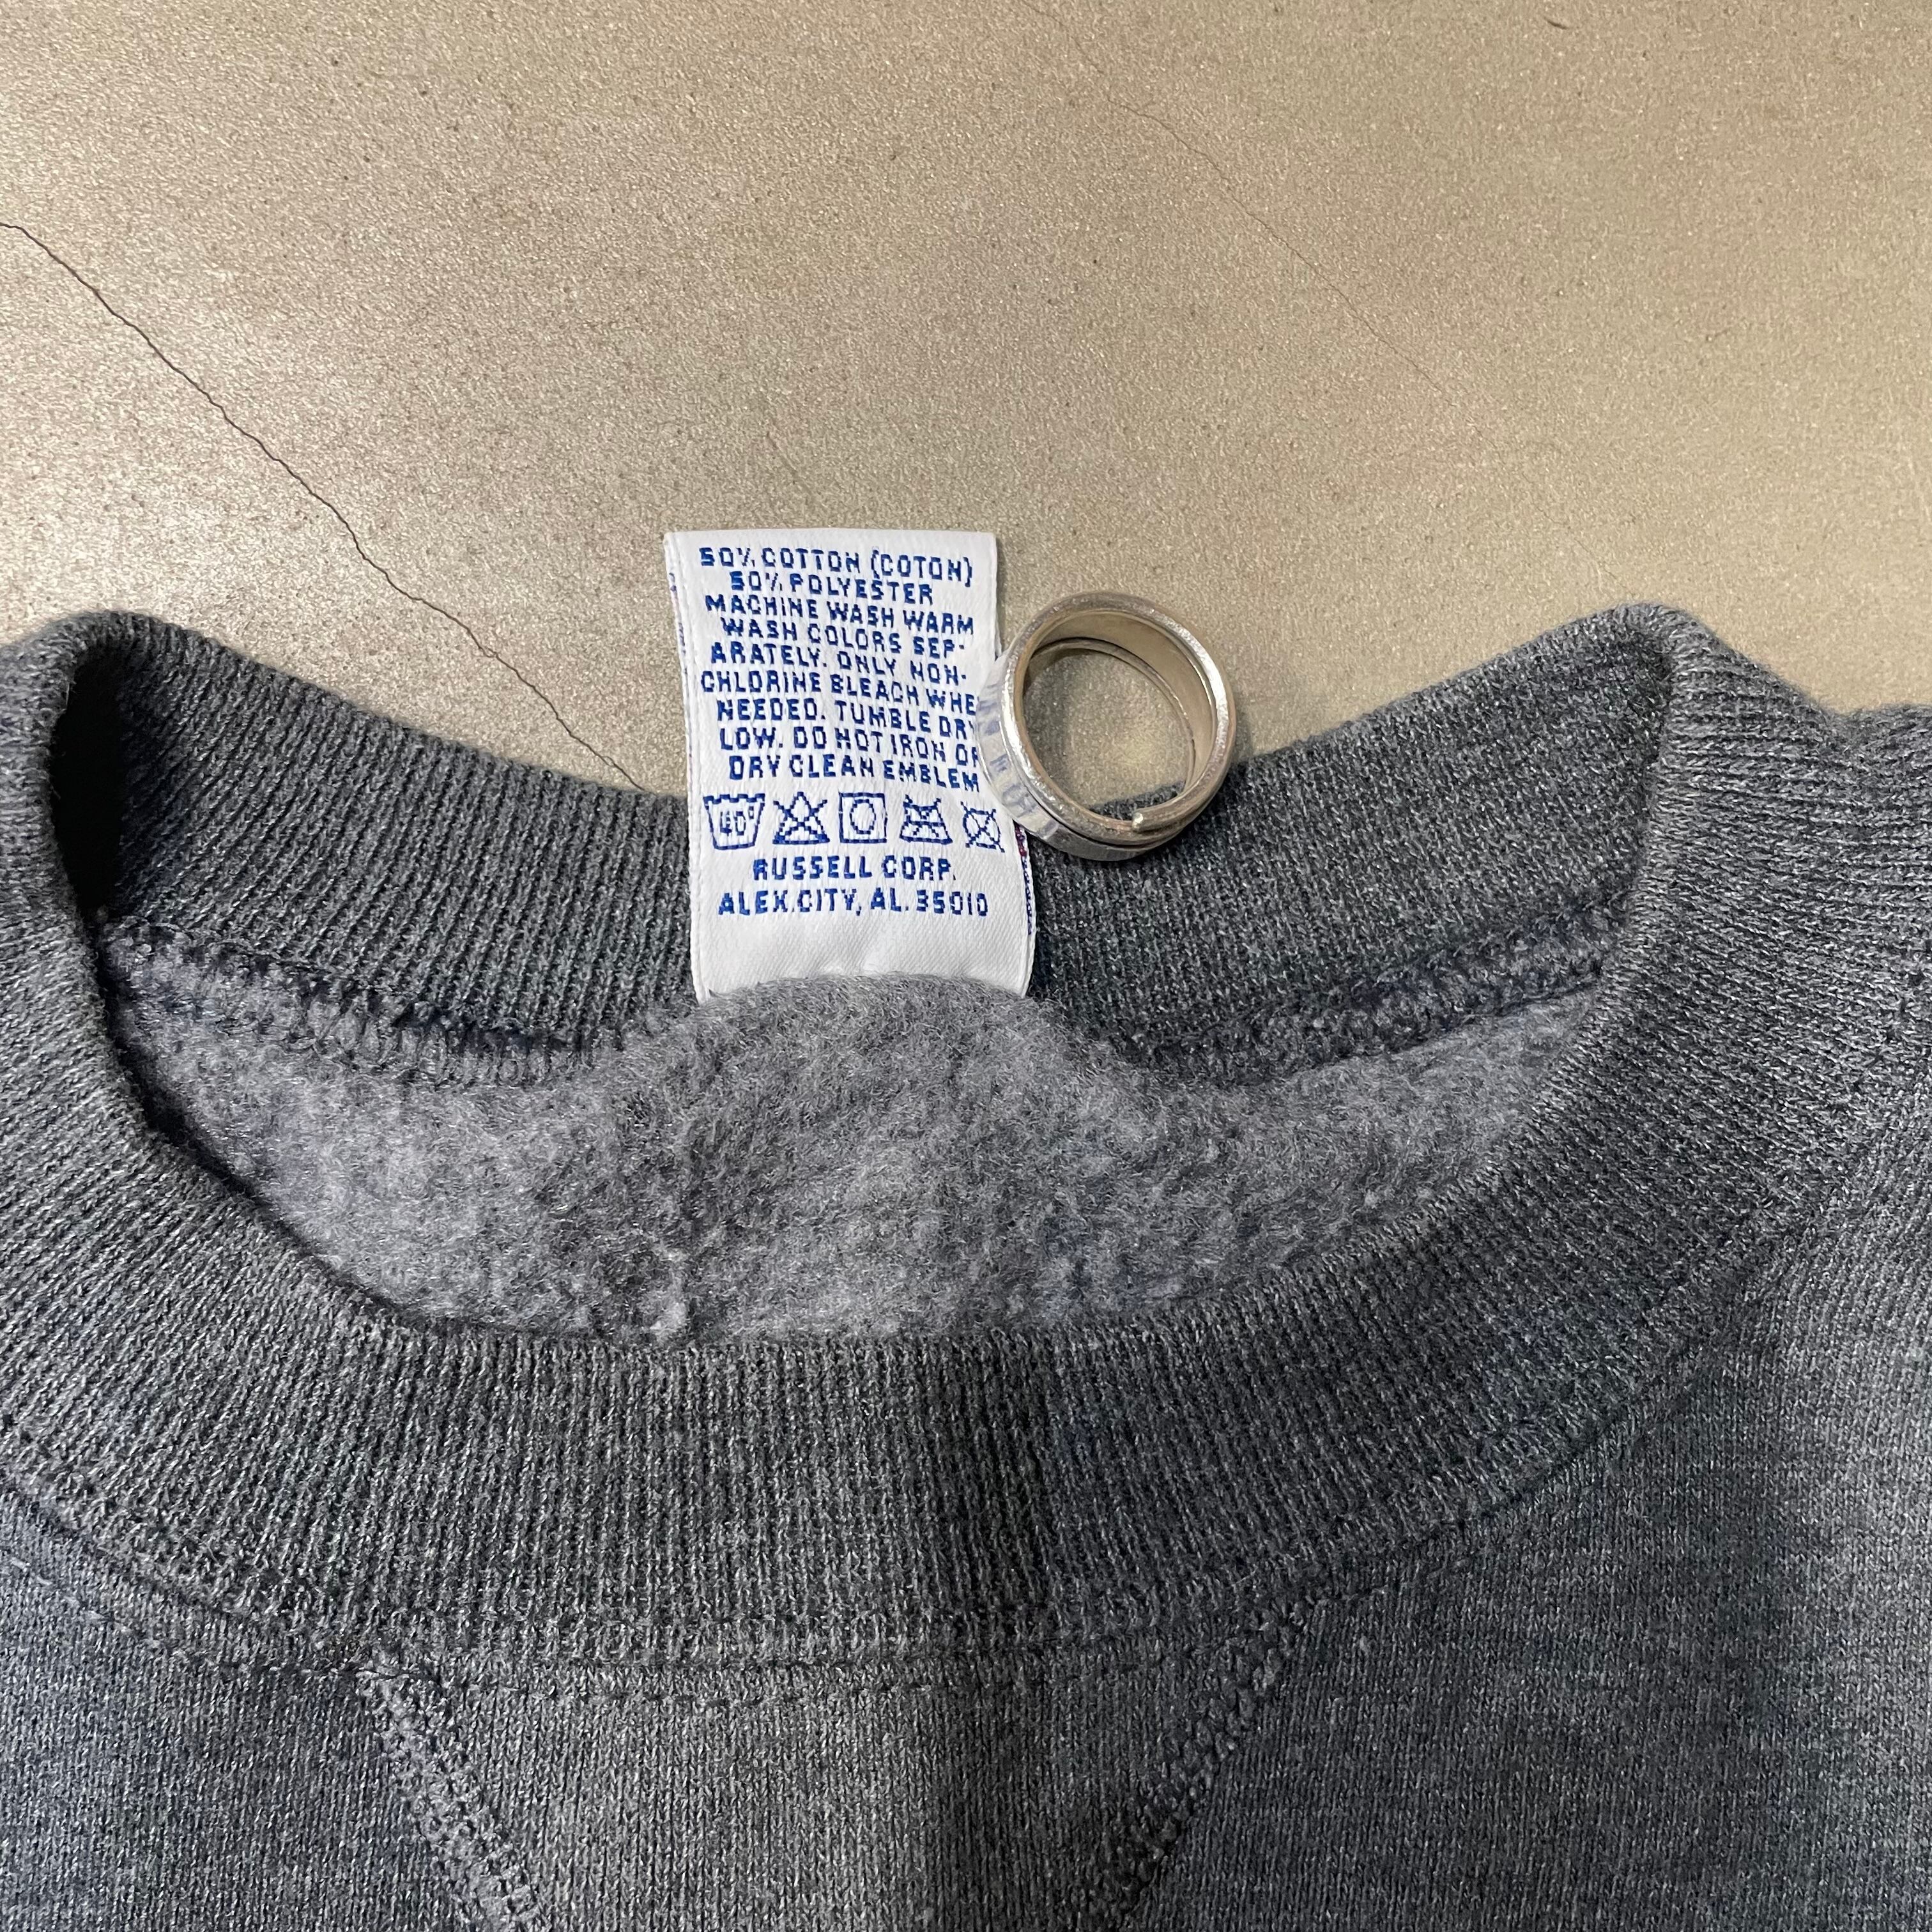 50% COTTON (COTON)
50% POLYESTER
MACHINE WASH WARM
WASH COLORS SEP-
ARATELY. ONLY NON-
CHLORINE BLEACH WHE
NEEDED. TUMBLE DRY
LOW. DO NOT IRON OR
DRY CLEAN EMBLEM
40°
RUSSELL CORP.
ALEX.CITY, AL. 35010